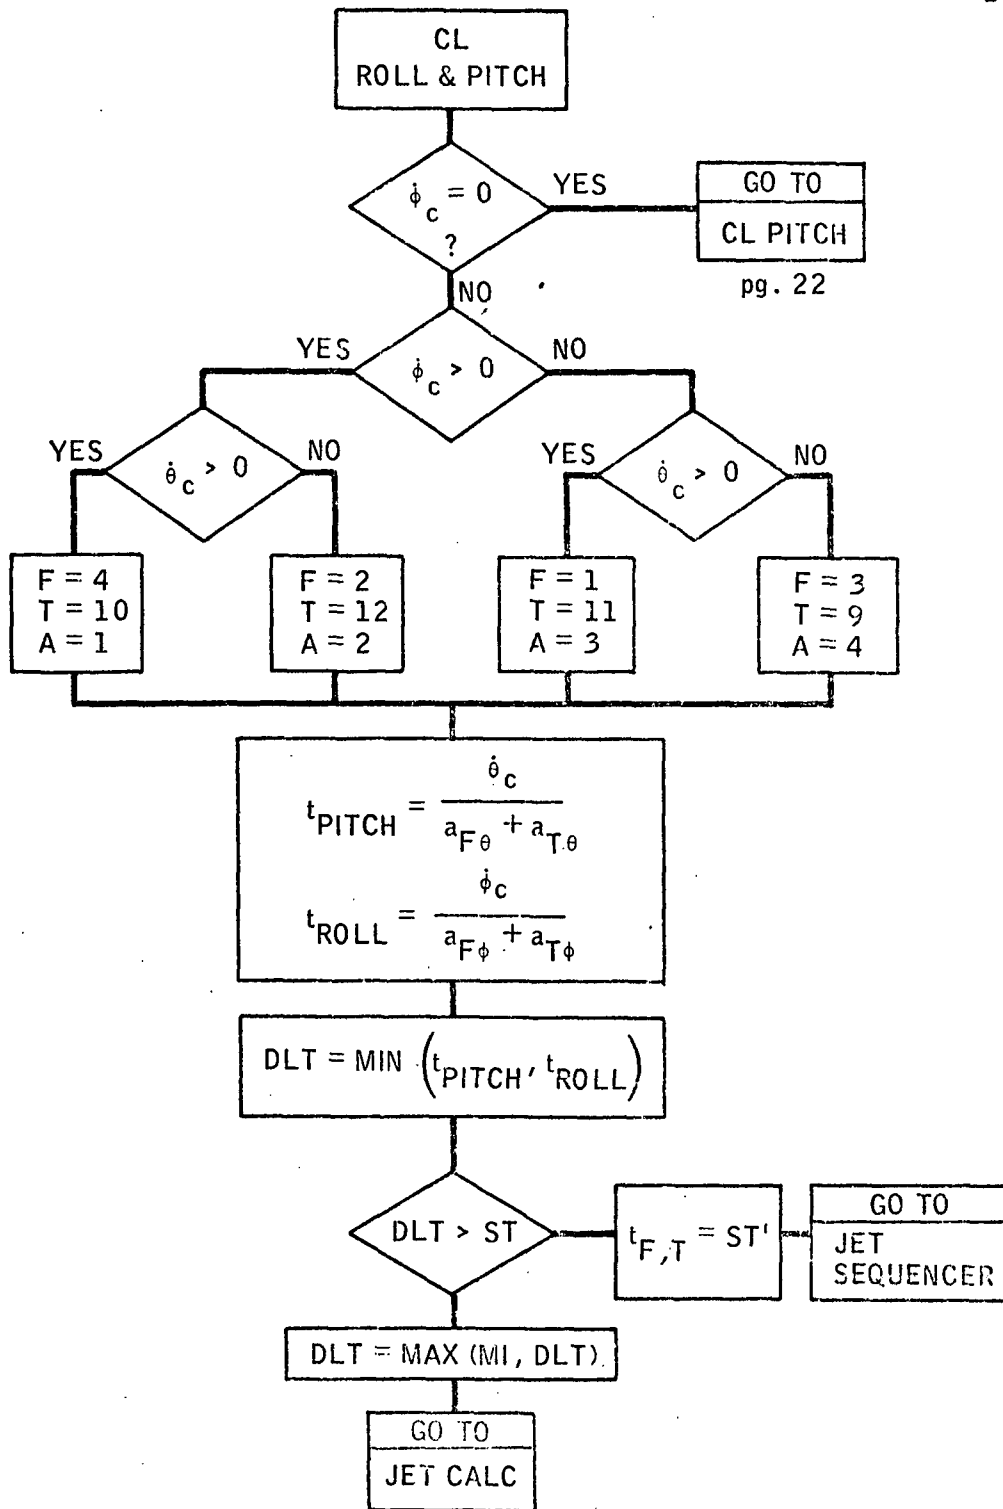 CL
ROLL & PITCH
φ̇c = 0
?
YES
GO TO
CL PITCH
pg. 22
NO
φ̇c > 0
YES
NO
θ̇c > 0
YES
NO
θ̇c > 0
YES
NO
F = 4
T = 10
A = 1
F = 2
T = 12
A = 2
F = 1
T = 11
A = 3
F = 3
T = 9
A = 4
tPITCH = θ̇c / (aFθ + aTθ)
tROLL = φ̇c / (aFφ + aTφ)
DLT = MIN (tPITCH, tROLL)
DLT > ST
tF,T = ST'
GO TO
JET
SEQUENCER
DLT = MAX (MI, DLT)
GO TO
JET CALC